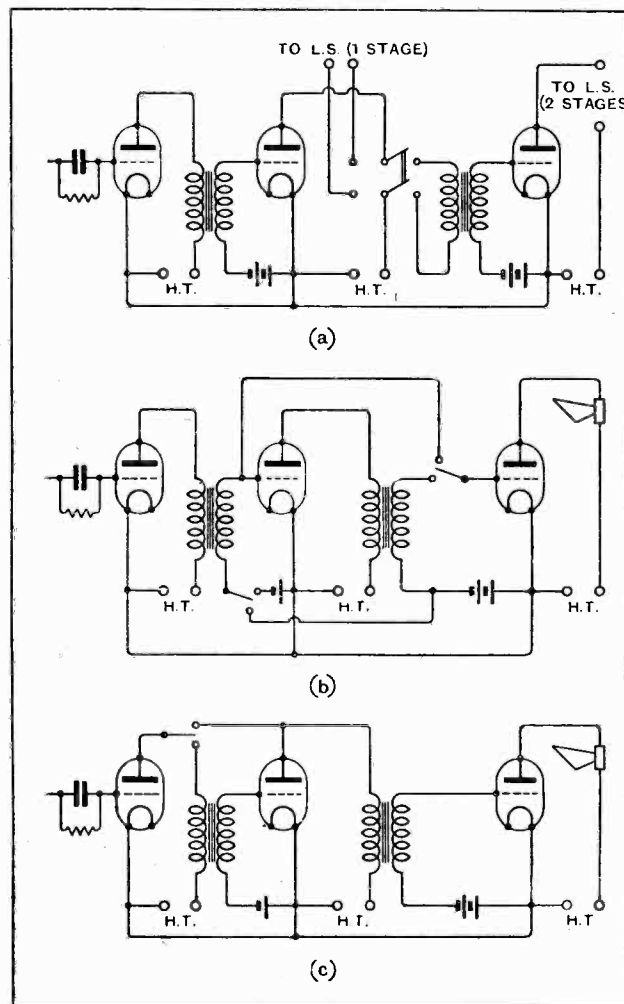 TO L.S. (1 STAGE)
TO L.S.
(2 STAGES
H.T.
H.T.
H.T.
(a)
H.T.
H.T.
H.T.
(b)
H.T.
H.T.
H.T
(c)